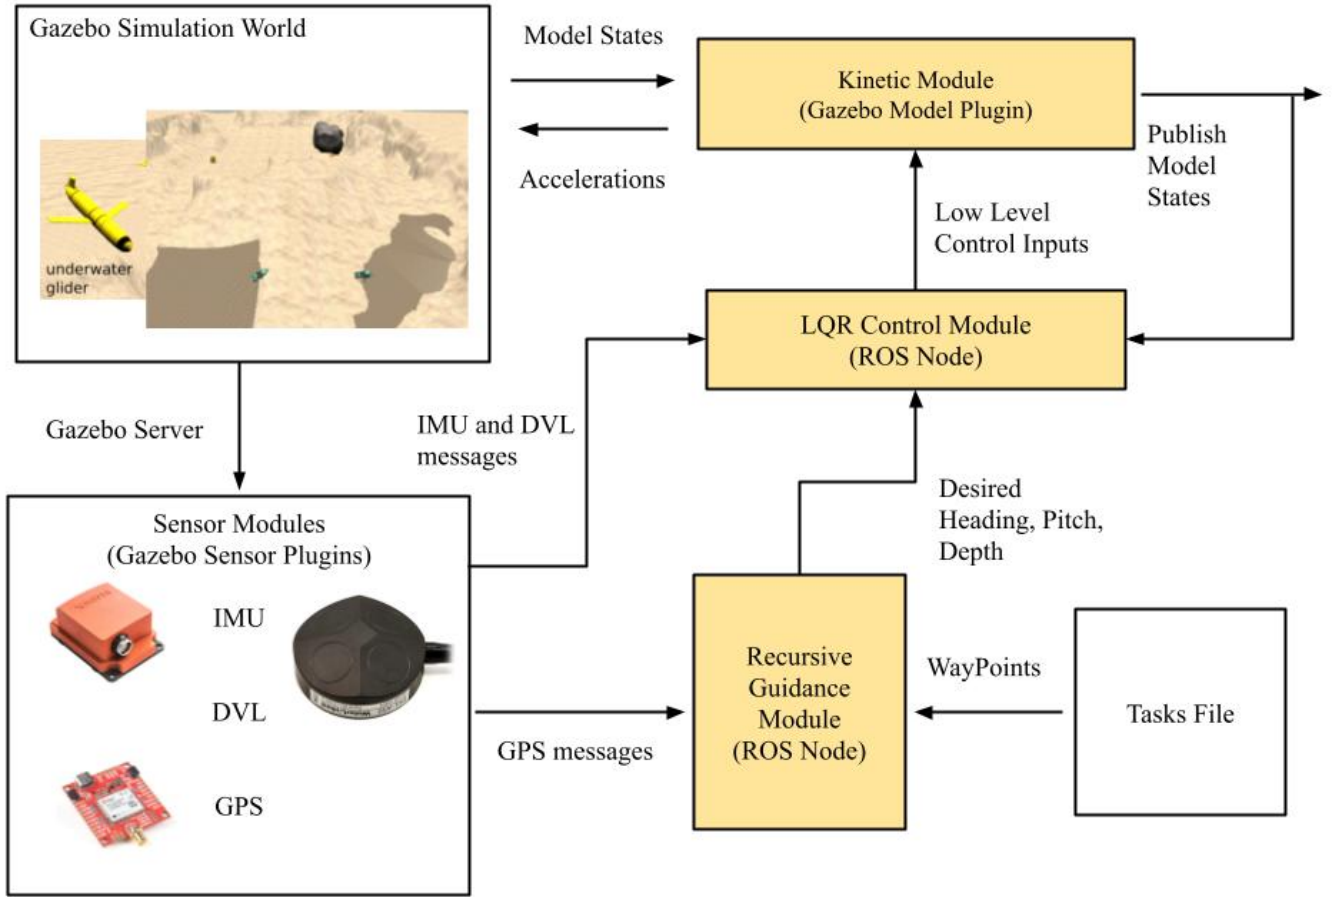 Gazebo Simulation World
underwater
glider
Model States
Accelerations
Kinetic Module
(Gazebo Model Plugin)
Publish
Model
States
Low Level
Control Inputs
LQR Control Module
(ROS Node)
Gazebo Server
IMU and DVL
messages
Desired
Heading, Pitch,
Depth
Sensor Modules
(Gazebo Sensor Plugins)
IMU
DVL
GPS
GPS messages
Recursive
Guidance
Module
(ROS Node)
WayPoints
Tasks File